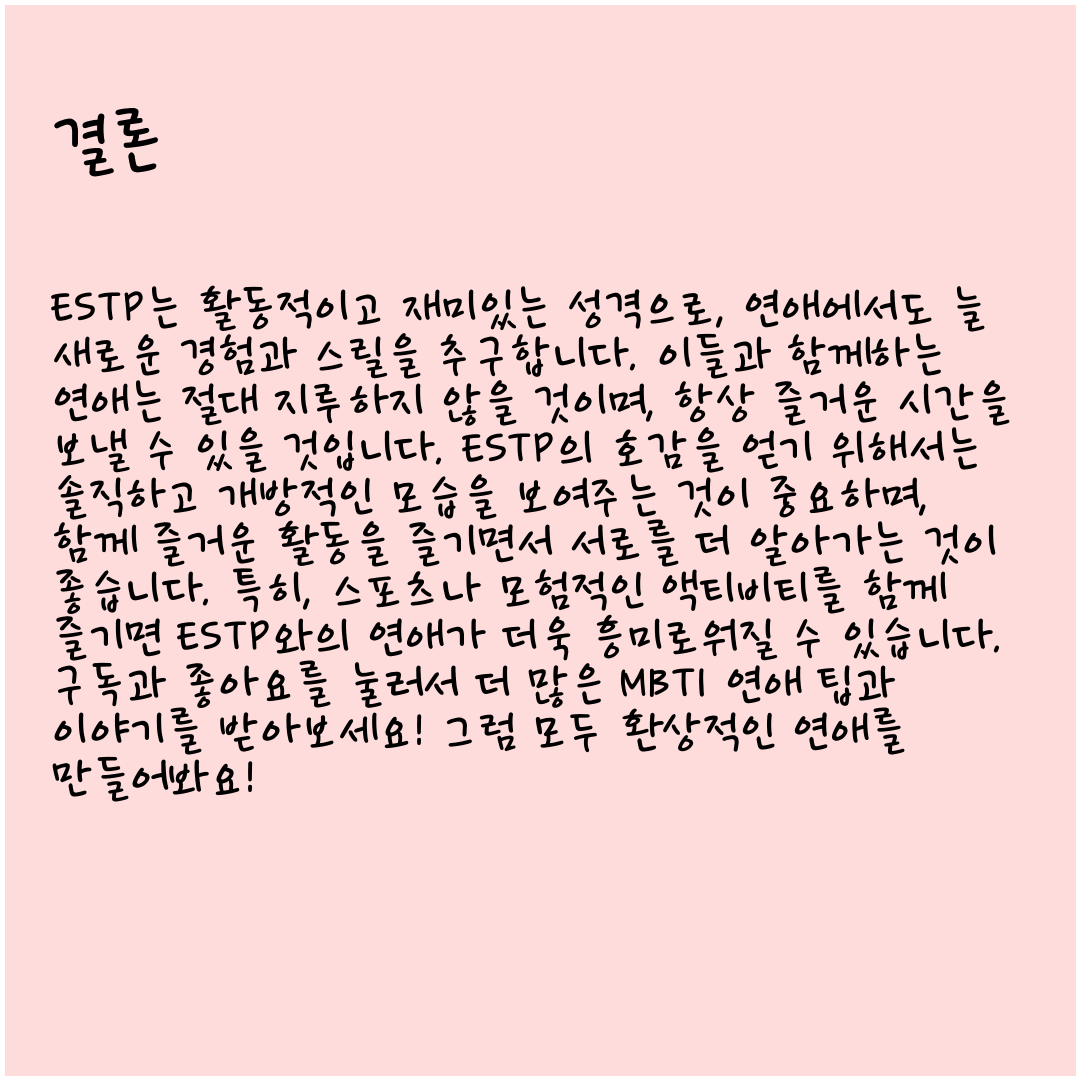 결론
ESTP는 활동적이고 재미있는 성격으로, 연애에서도 늘
새로운 경험과 스릴을 추구합니다. 이들과 함께하는
연애는 절대 지루하지 않을 것이며, 항상 즐거운 시간을
보낼 수 있을 것입니다. ESTP의 호감을 얻기 위해서는
솔직하고 개방적인 모습을 보여주는 것이 중요하며,
함께 즐거운 활동을 즐기면서 서로를 더 알아가는 것이
좋습니다. 특히, 스포츠나 모험적인 액티비티를 함께
즐기면 ESTP와의 연애가 더욱 흥미로워질 수 있습니다.
구독과 좋아요를 눌러서 더 많은 MBTI 연애 팁과
이야기를 받아보세요! 그럼 모두 환상적인 연애를
만들어봐요!